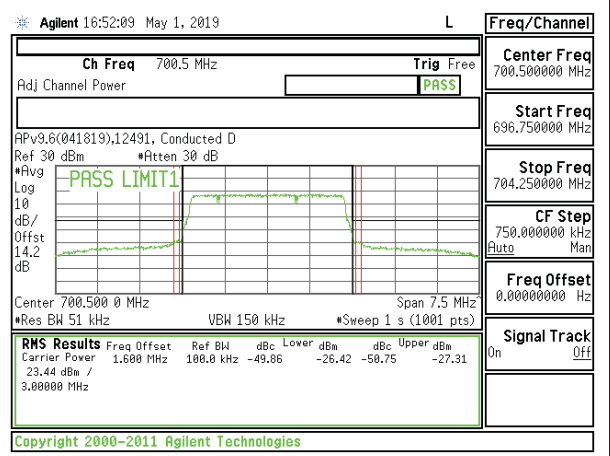 Agilent 16:52:09 May 1, 2019 L
Freq/Channel
Ch Freq 700.5 MHz Trig Free
Adj Channel Power PASS
Center Freq
700.500000 MHz
Start Freq
696.750000 MHz
Stop Freq
704.250000 MHz
CF Step
750.000000 kHz
Auto Man
Freq Offset
0.00000000 Hz
Signal Track
On Off
APv9.6(041819),12491, Conducted D
Ref 30 dBm #Atten 30 dB
#Avg
Log
10
dB/
Offst
14.2
dB
PASS LIMIT1
Center 700.500 0 MHz Span 7.5 MHz^
#Res BW 51 kHz VBW 150 kHz #Sweep 1 s (1001 pts)
RMS Results Freq Offset Ref BW dBc Lower dBm dBc Upper dBm
Carrier Power 1.600 MHz 100.0 kHz -49.86 -26.42 -50.75 -27.31
23.44 dBm /
3.00000 MHz
Copyright 2000-2011 Agilent Technologies